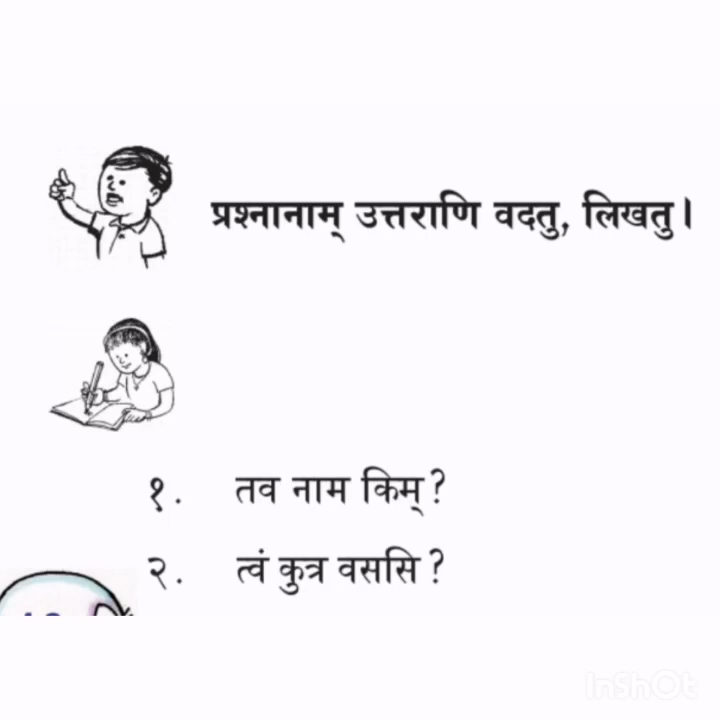 प्रश्नानाम् उत्तराणि वदतु, लिखतु।
१. तव नाम किम्?
२. त्वं कुत्र वससि?
InShOt